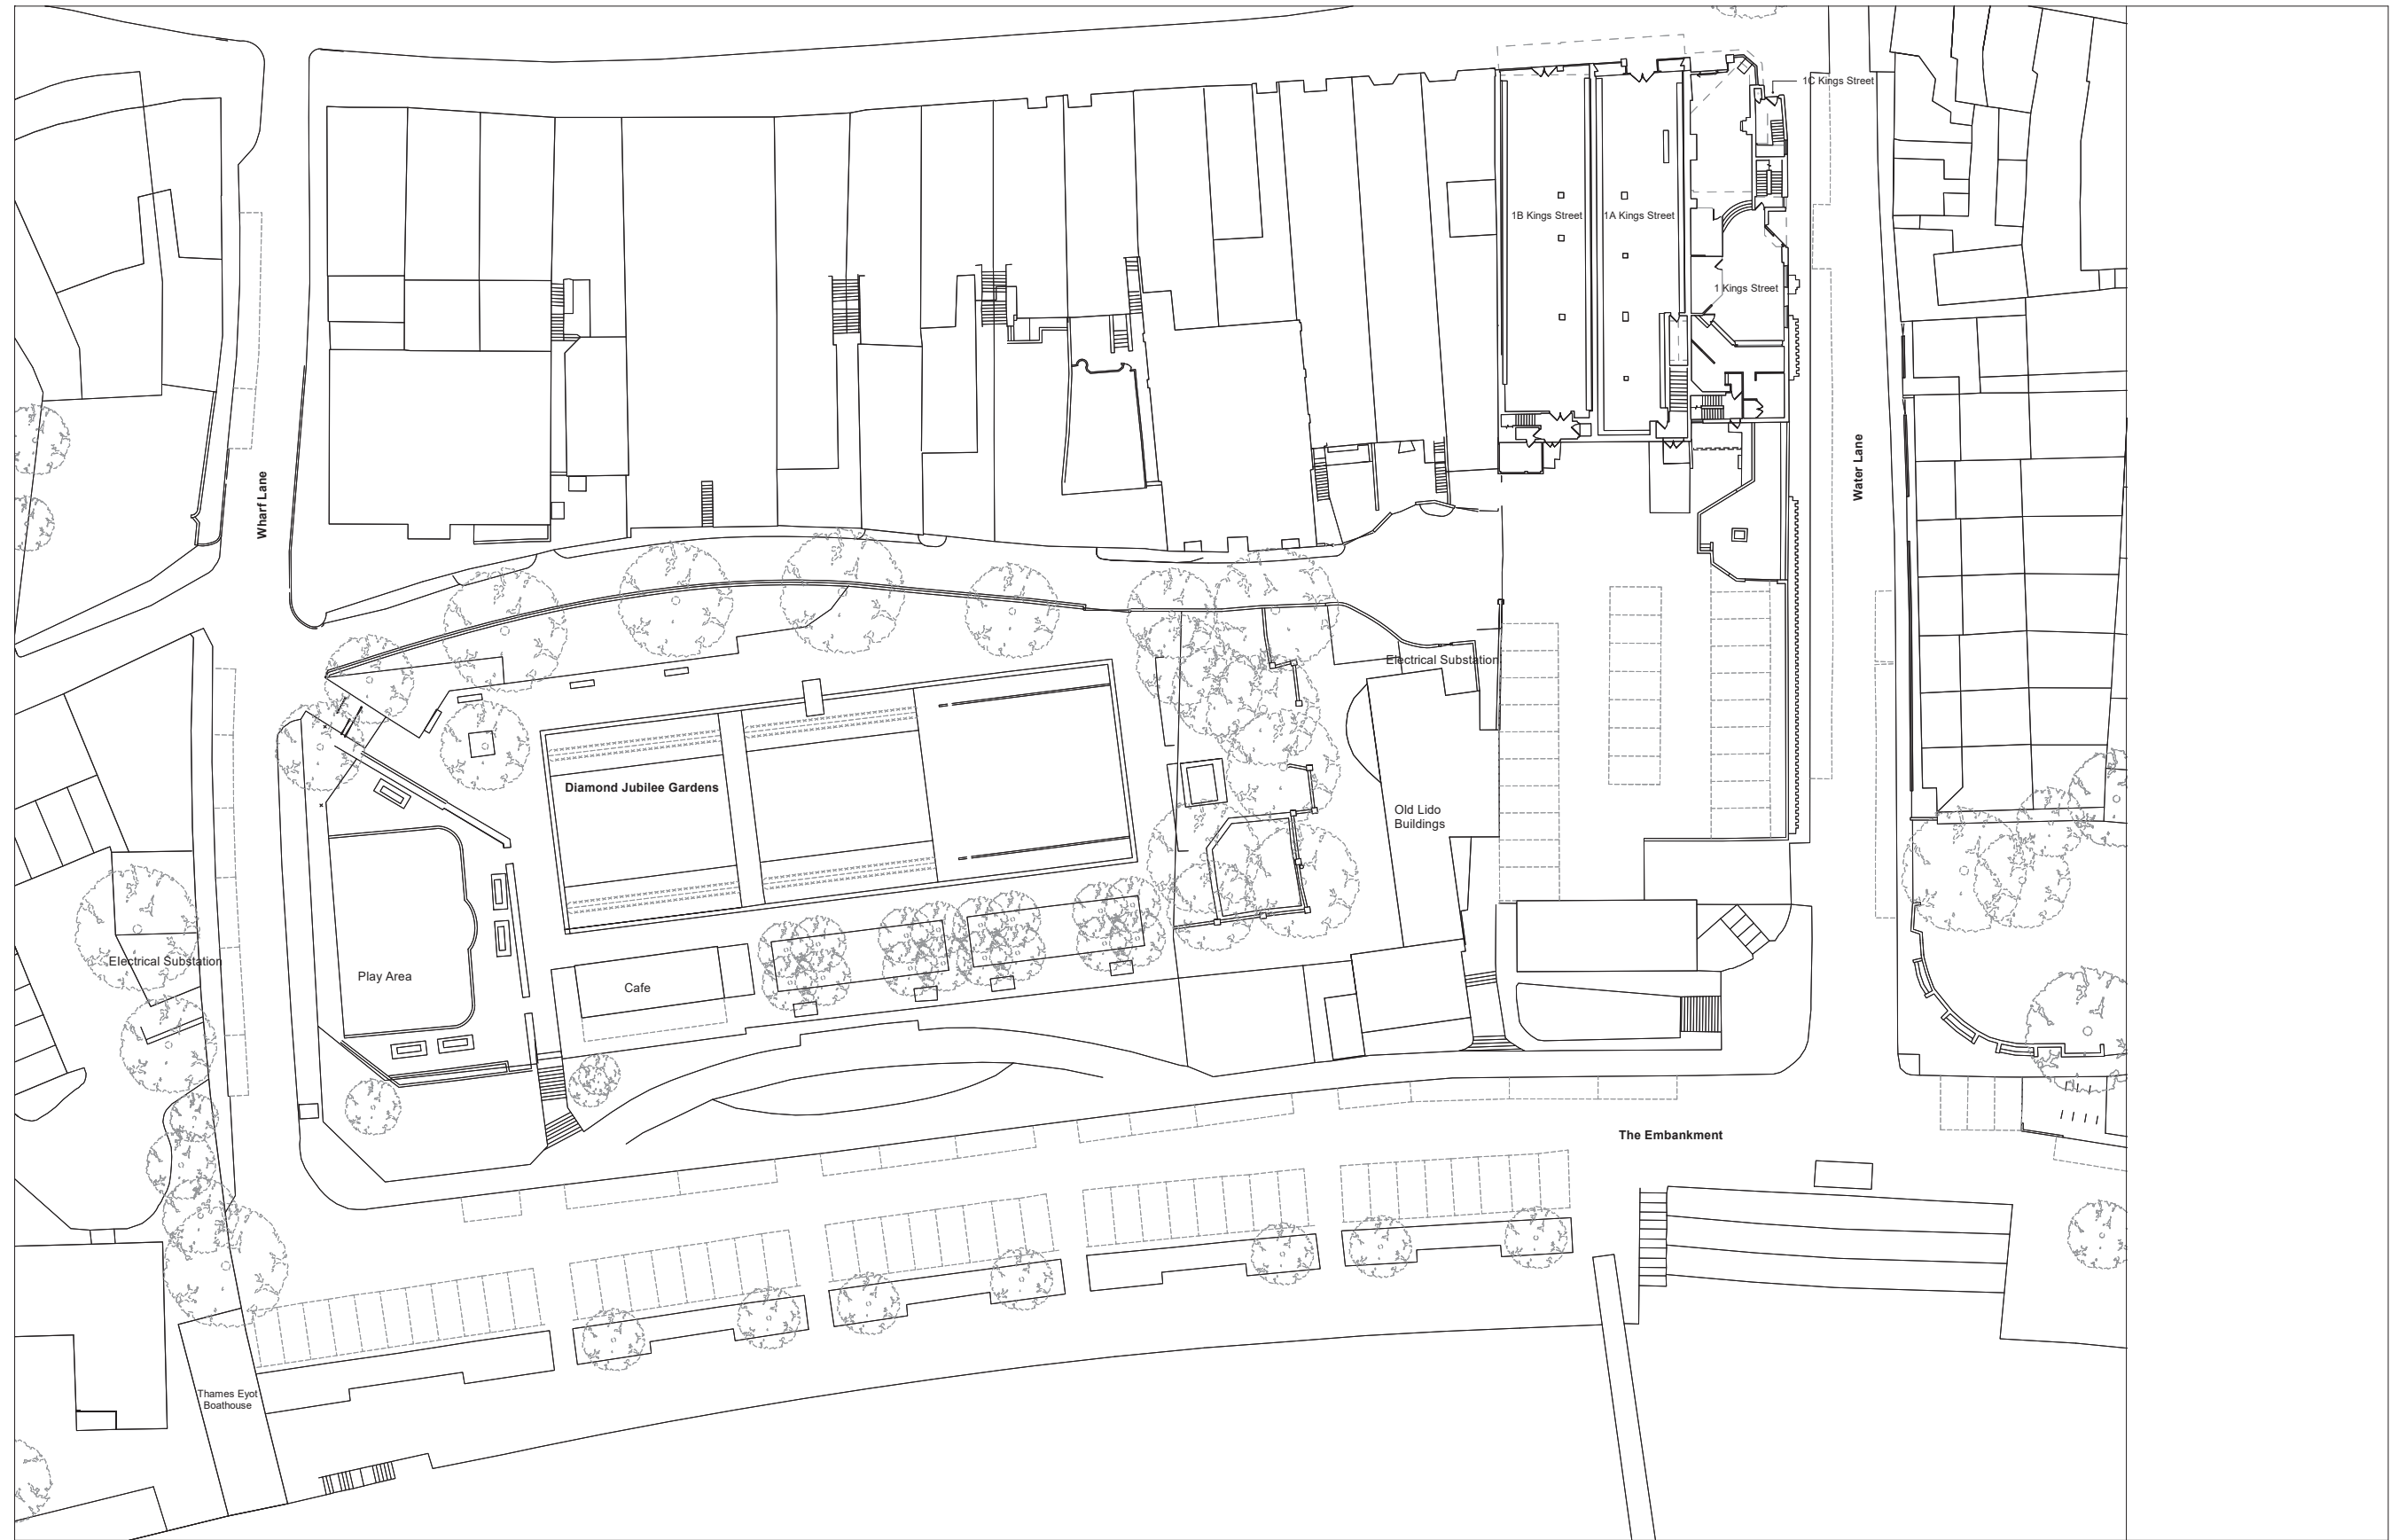 1C Kings Street
1B Kings Street
1A Kings Street
1 Kings Street
Wharf Lane
Water Lane
Electrical Substation
Diamond Jubilee Gardens
Old Lido
Buildings
Electrical Substation
Play Area
Cafe
The Embankment
Thames Eyot
Boathouse